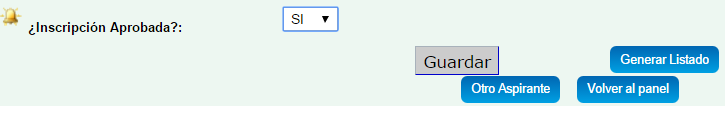 ¿Inscripción Aprobada?: SI
Guardar Generar Listado
Otro Aspirante Volver al panel